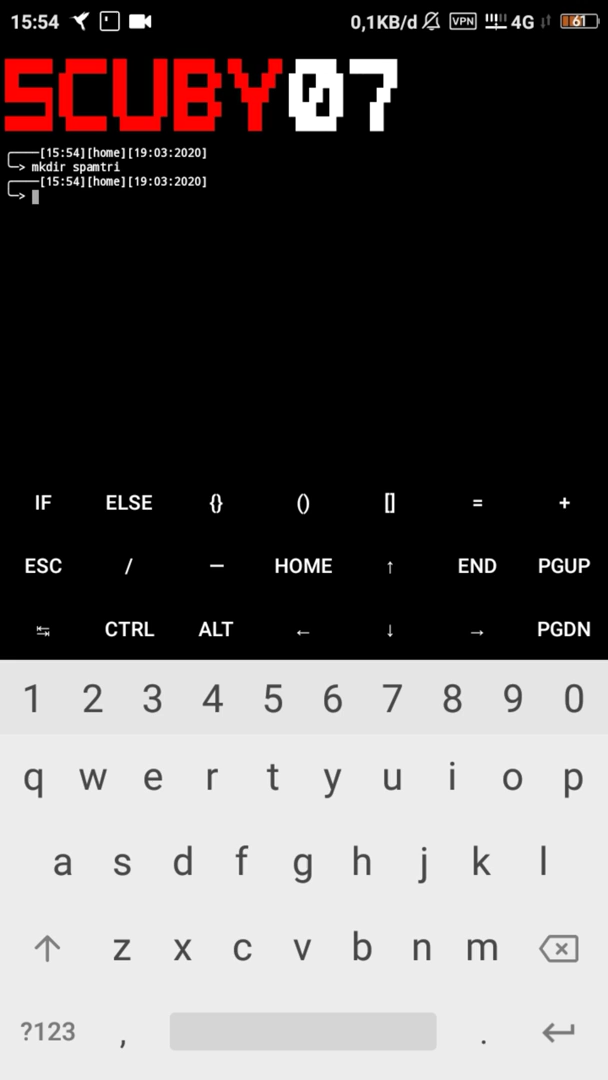 15:54 0,1KB/d VPN 4G 61
SCUBY07
[15:54][home][19:03:2020]
> mkdir spamtri
[15:54][home][19:03:2020]
>
IF ELSE {} () [] = +
ESC / — HOME ↑ END PGUP
↹ CTRL ALT ← ↓ → PGDN
1 2 3 4 5 6 7 8 9 0
q w e r t y u i o p
a s d f g h j k l
z x c v b n m
?123 , .